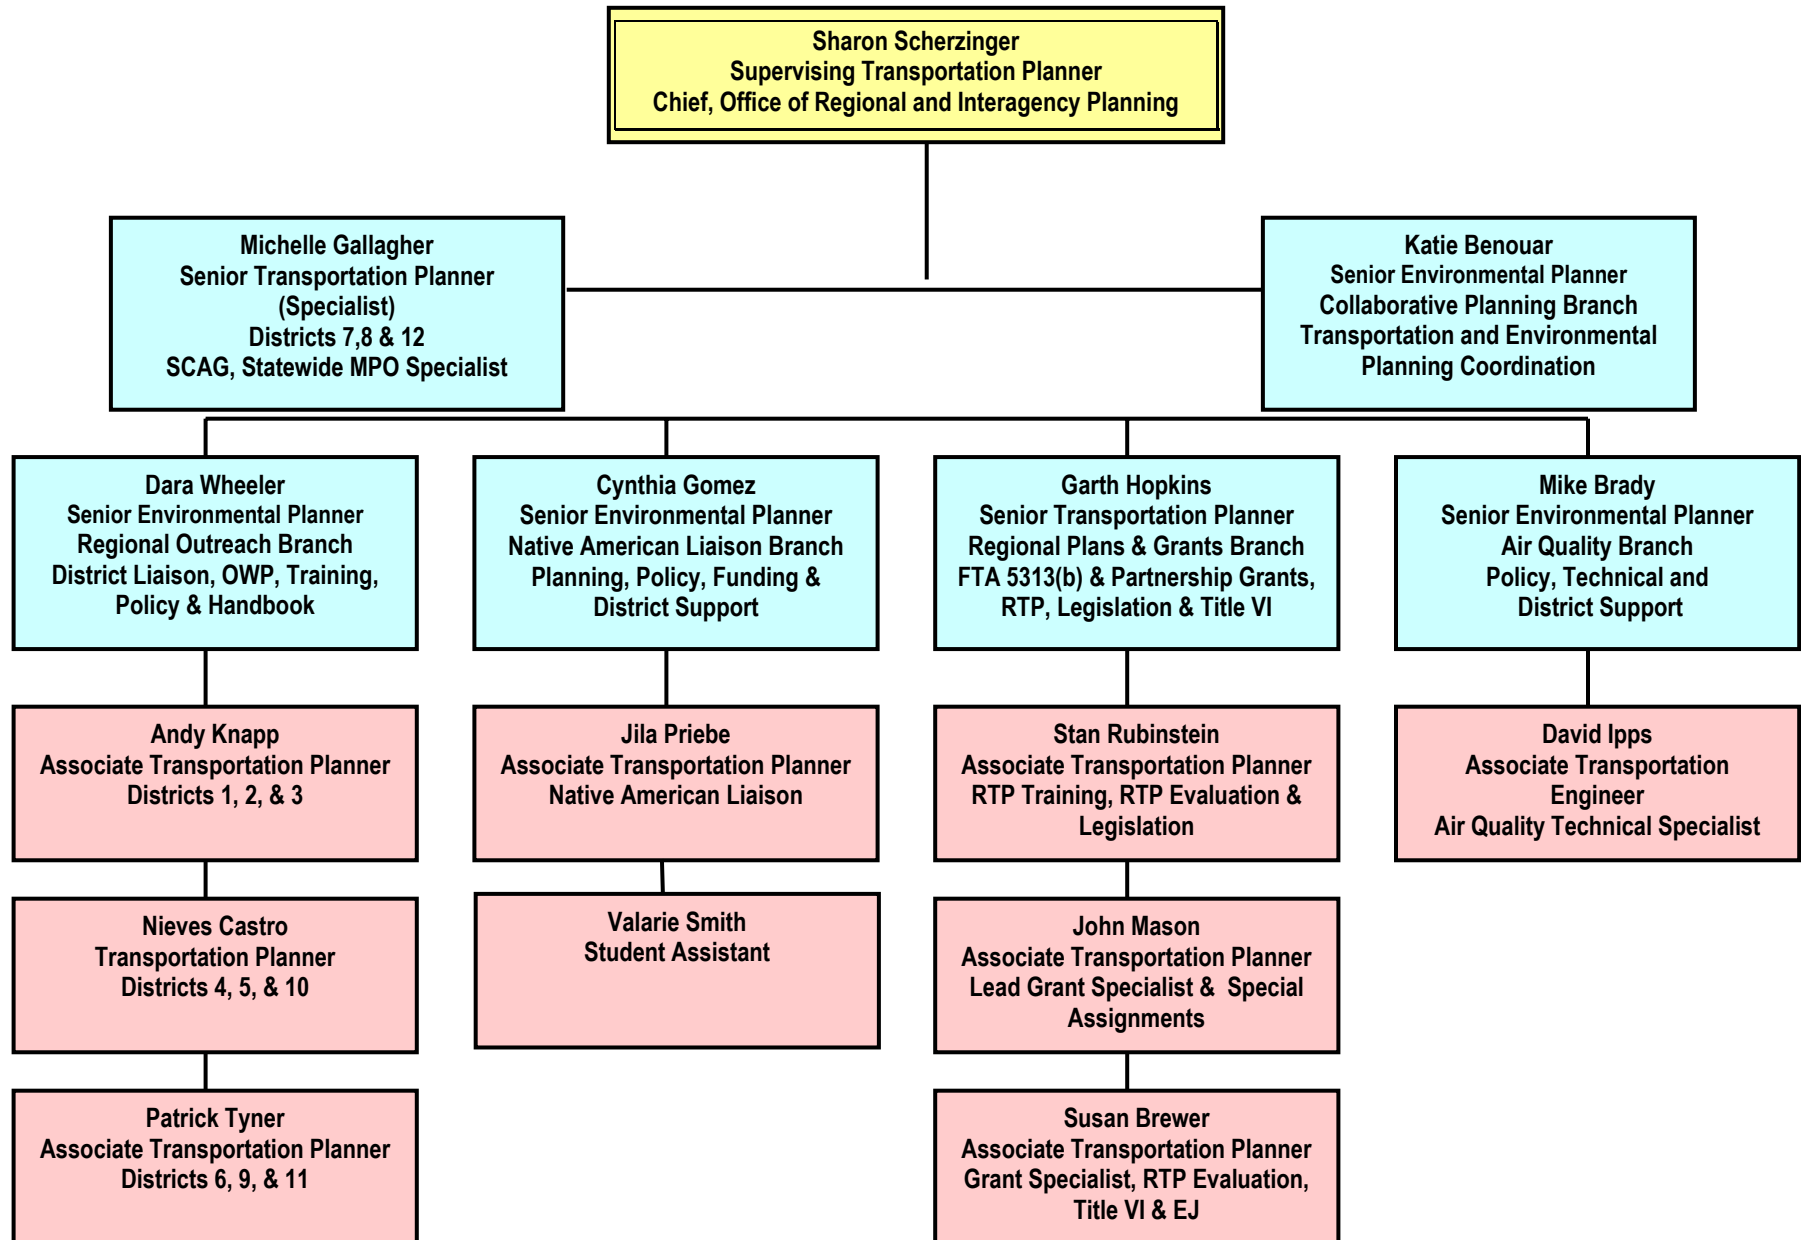 Sharon Scherzinger
Supervising Transportation Planner
Chief, Office of Regional and Interagency Planning
Michelle Gallagher
Senior Transportation Planner
(Specialist)
Districts 7,8 & 12
SCAG, Statewide MPO Specialist
Katie Benouar
Senior Environmental Planner
Collaborative Planning Branch
Transportation and Environmental
Planning Coordination
Dara Wheeler
Senior Environmental Planner
Regional Outreach Branch
District Liaison, OWP, Training,
Policy & Handbook
Cynthia Gomez
Senior Environmental Planner
Native American Liaison Branch
Planning, Policy, Funding &
District Support
Garth Hopkins
Senior Transportation Planner
Regional Plans & Grants Branch
FTA 5313(b) & Partnership Grants,
RTP, Legislation & Title VI
Mike Brady
Senior Environmental Planner
Air Quality Branch
Policy, Technical and
District Support
Andy Knapp
Associate Transportation Planner
Districts 1, 2, & 3
Jila Priebe
Associate Transportation Planner
Native American Liaison
Stan Rubinstein
Associate Transportation Planner
RTP Training, RTP Evaluation &
Legislation
David Ipps
Associate Transportation
Engineer
Air Quality Technical Specialist
Nieves Castro
Transportation Planner
Districts 4, 5, & 10
Valarie Smith
Student Assistant
John Mason
Associate Transportation Planner
Lead Grant Specialist & Special
Assignments
Patrick Tyner
Associate Transportation Planner
Districts 6, 9, & 11
Susan Brewer
Associate Transportation Planner
Grant Specialist, RTP Evaluation,
Title VI & EJ